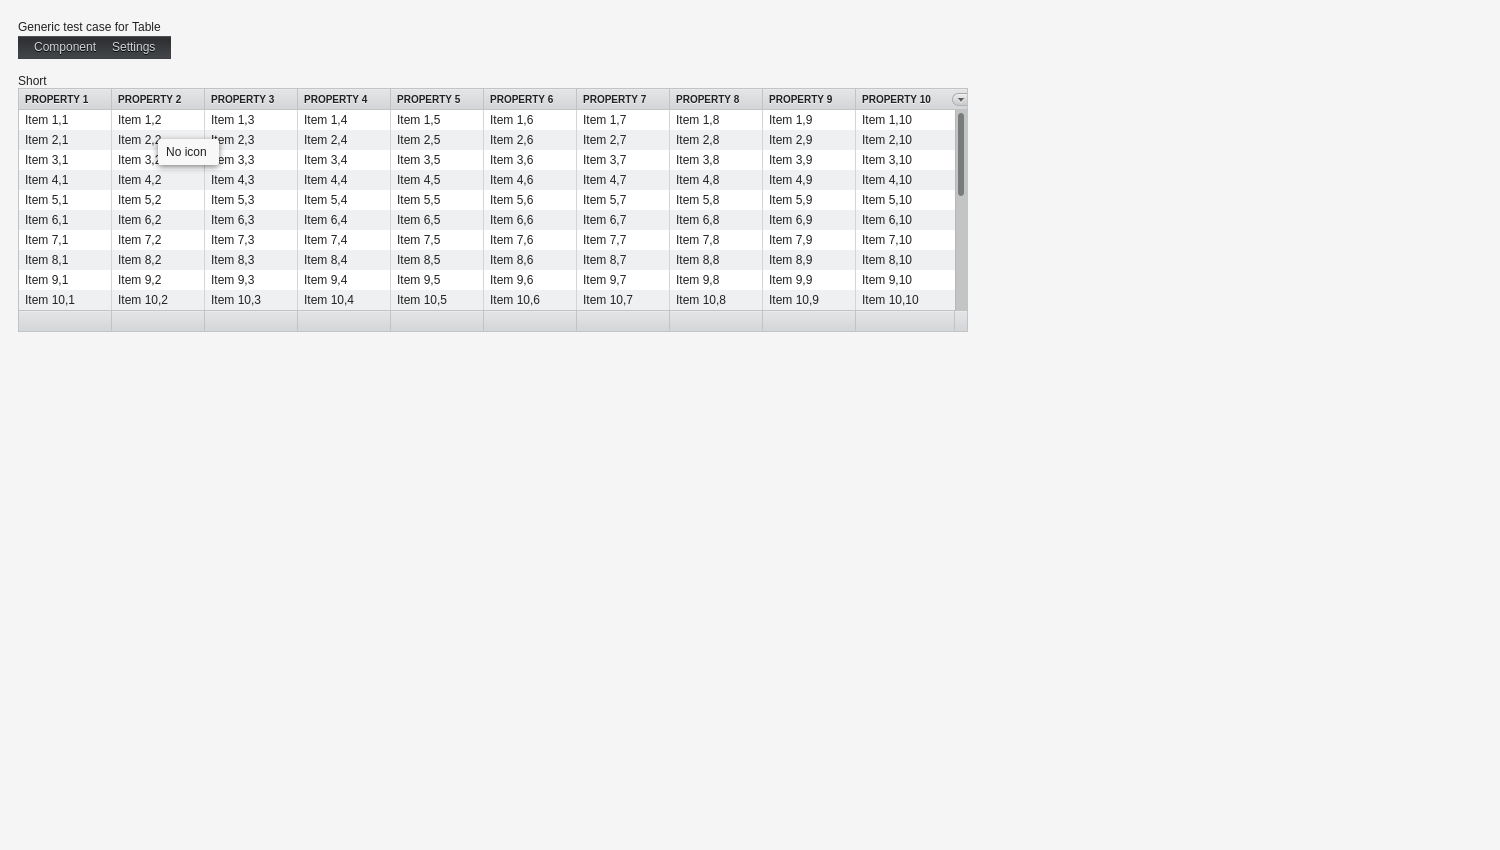 Generic test case for Table
Component Settings
Short
PROPERTY 1 PROPERTY 2 PROPERTY 3 PROPERTY 4 PROPERTY 5 PROPERTY 6 PROPERTY 7 PROPERTY 8 PROPERTY 9 PROPERTY 10
Item 1,1 Item 1,2 Item 1,3 Item 1,4 Item 1,5 Item 1,6 Item 1,7 Item 1,8 Item 1,9 Item 1,10
Item 2,1 Item 2,2 Item 2,3 Item 2,4 Item 2,5 Item 2,6 Item 2,7 Item 2,8 Item 2,9 Item 2,10
No icon
Item 3,1 Item 3,2 Item 3,3 Item 3,4 Item 3,5 Item 3,6 Item 3,7 Item 3,8 Item 3,9 Item 3,10
Item 4,1 Item 4,2 Item 4,3 Item 4,4 Item 4,5 Item 4,6 Item 4,7 Item 4,8 Item 4,9 Item 4,10
Item 5,1 Item 5,2 Item 5,3 Item 5,4 Item 5,5 Item 5,6 Item 5,7 Item 5,8 Item 5,9 Item 5,10
Item 6,1 Item 6,2 Item 6,3 Item 6,4 Item 6,5 Item 6,6 Item 6,7 Item 6,8 Item 6,9 Item 6,10
Item 7,1 Item 7,2 Item 7,3 Item 7,4 Item 7,5 Item 7,6 Item 7,7 Item 7,8 Item 7,9 Item 7,10
Item 8,1 Item 8,2 Item 8,3 Item 8,4 Item 8,5 Item 8,6 Item 8,7 Item 8,8 Item 8,9 Item 8,10
Item 9,1 Item 9,2 Item 9,3 Item 9,4 Item 9,5 Item 9,6 Item 9,7 Item 9,8 Item 9,9 Item 9,10
Item 10,1 Item 10,2 Item 10,3 Item 10,4 Item 10,5 Item 10,6 Item 10,7 Item 10,8 Item 10,9 Item 10,10